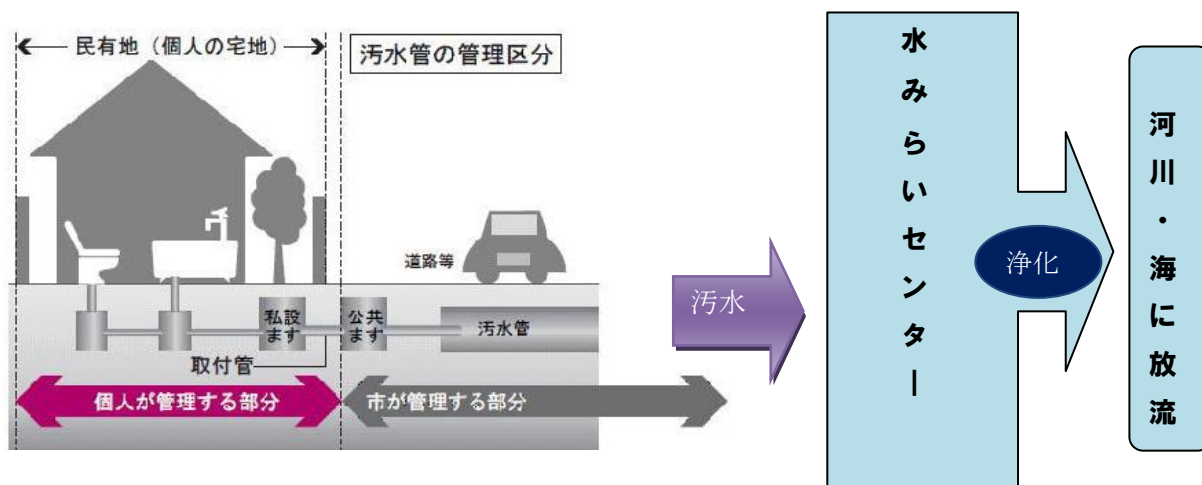 民有地（個人の宅地）
汚水管の管理区分
道路等
私設
ます
公共
ます
汚水管
取付管
個人が管理する部分
市が管理する部分
汚水
水みらいセンター
浄化
河川・海に放流